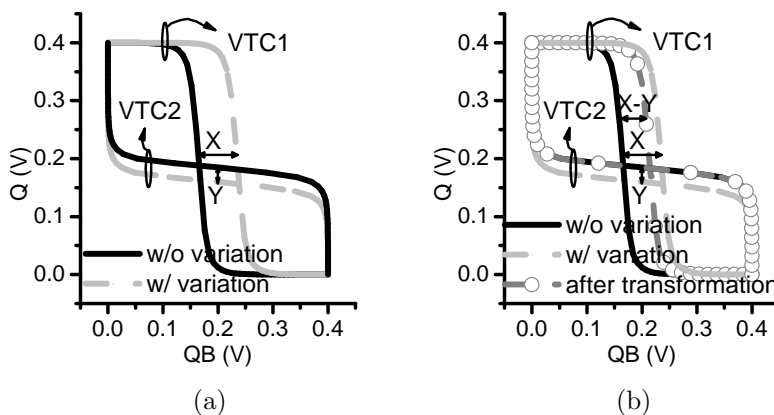 0.4
0.3
0.2
0.1
0.0
Q (V)
VTC1
VTC2
X
Y
w/o variation
w/ variation
0.0 0.1 0.2 0.3 0.4
QB (V)
(a)
0.4
0.3
0.2
0.1
0.0
Q (V)
VTC1
X-Y
VTC2
X
Y
w/o variation
w/ variation
after transformation
0.0 0.1 0.2 0.3 0.4
QB (V)
(b)